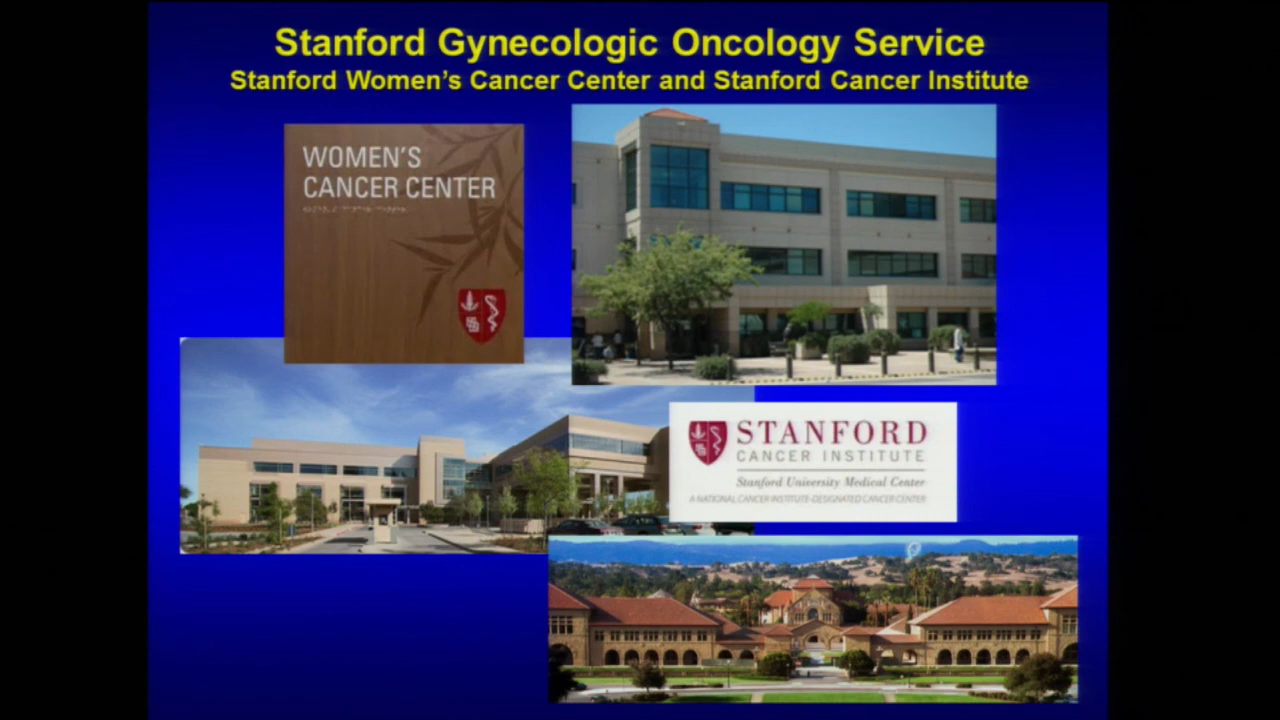 Stanford Gynecologic Oncology Service
Stanford Women's Cancer Center and Stanford Cancer Institute
WOMEN'S
CANCER CENTER
STANFORD
CANCER INSTITUTE
Stanford University Medical Center
A NATIONAL CANCER INSTITUTE-DESIGNATED CANCER CENTER